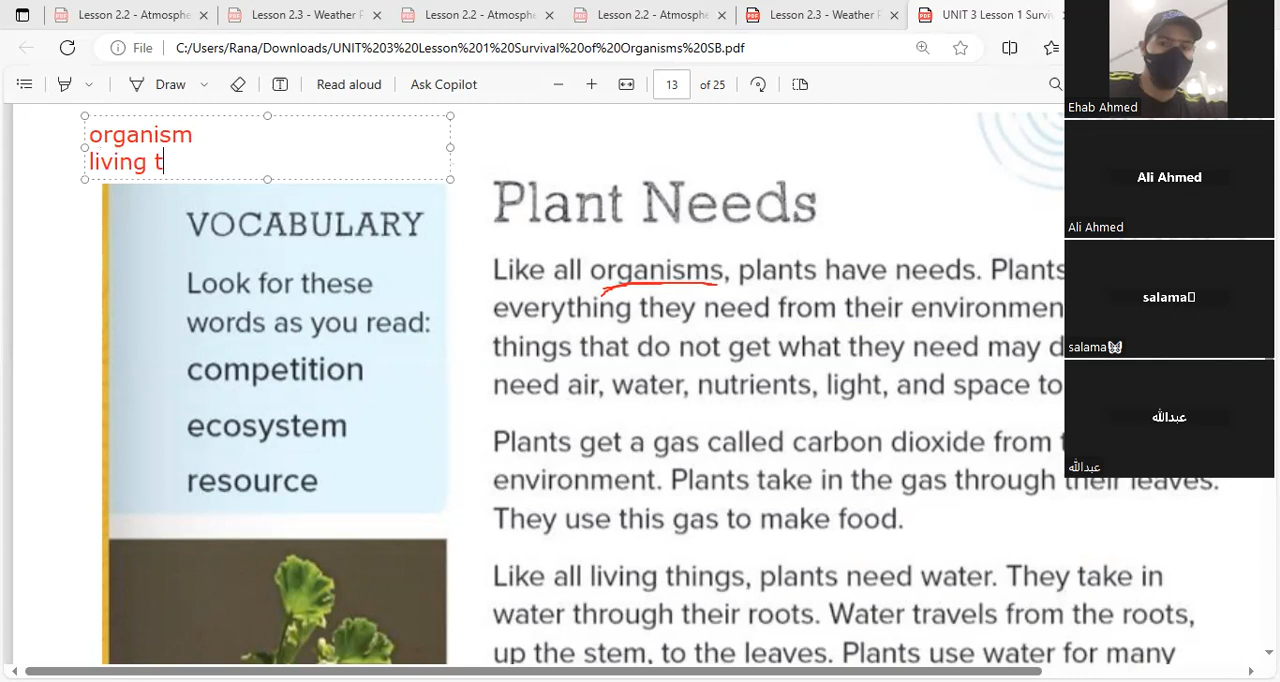 Lesson 2.2 - Atmosphe
Lesson 2.3 - Weather F
Lesson 2.2 - Atmosphe
Lesson 2.2 - Atmosphe
Lesson 2.3 - Weather F
UNIT 3 Lesson 1 Surviv
File
C:/Users/Rana/Downloads/UNIT%203%20Lesson%201%20Survival%20of%20Organisms%20SB.pdf
Draw
Read aloud
Ask Copilot
13
of 25
organism
living t
VOCABULARY
Look for these
words as you read:
competition
ecosystem
resource
Plant Needs
Like all organisms, plants have needs. Plants
everything they need from their environmen
things that do not get what they need may d
need air, water, nutrients, light, and space to
Plants get a gas called carbon dioxide from t
environment. Plants take in the gas through their leaves.
They use this gas to make food.
Like all living things, plants need water. They take in
water through their roots. Water travels from the roots,
up the stem, to the leaves. Plants use water for many
Ehab Ahmed
Ali Ahmed
Ali Ahmed
salama
salama
عبدالله
عبدالله